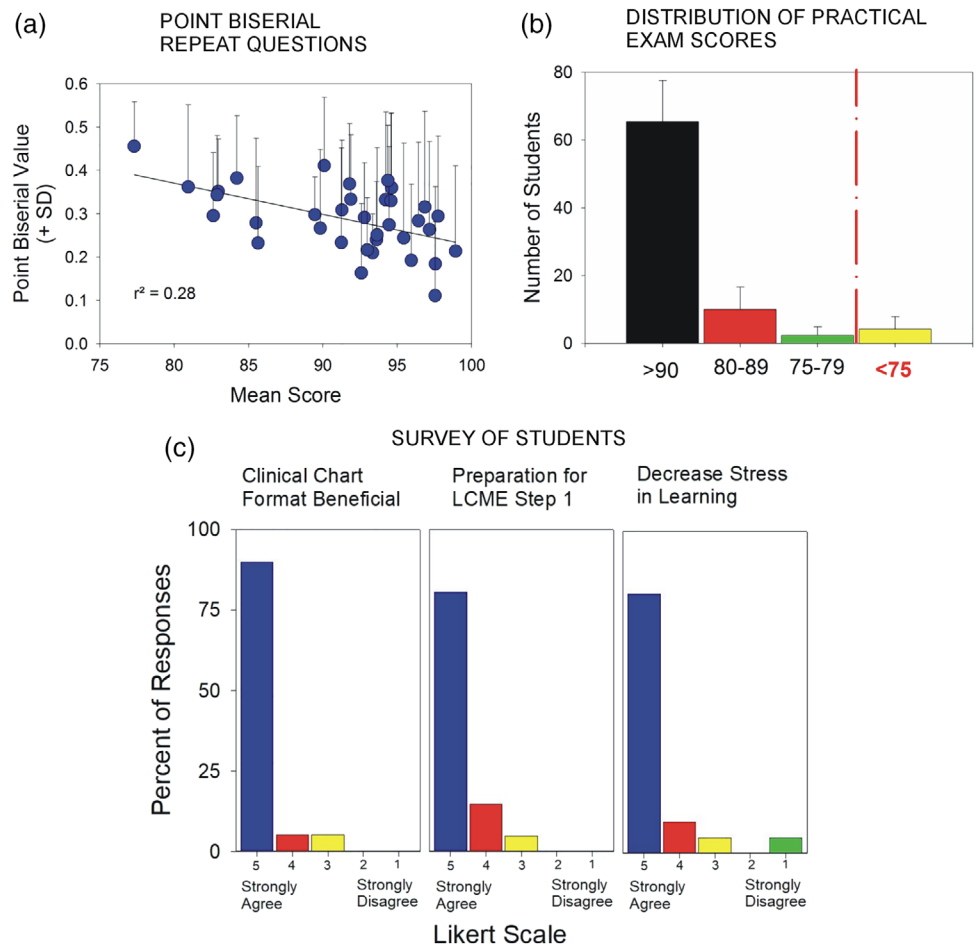 (a)
POINT BISERIAL
REPEAT QUESTIONS
Point Biserial Value
(+ SD)
0.6
0.5
0.4
0.3
0.2
0.1
0.0
r² = 0.28
75 80 85 90 95 100
Mean Score
(b)
DISTRIBUTION OF PRACTICAL
EXAM SCORES
Number of Students
80
60
40
20
0
>90 80-89 75-79 <75
(c)
SURVEY OF STUDENTS
Clinical Chart
Format Beneficial
Preparation for
LCME Step 1
Decrease Stress
in Learning
Percent of Responses
100
75
50
25
0
5 4 3 2 1
Strongly Strongly
Agree Disagree
5 4 3 2 1
Strongly Strongly
Agree Disagree
5 4 3 2 1
Strongly Strongly
Agree Disagree
Likert Scale